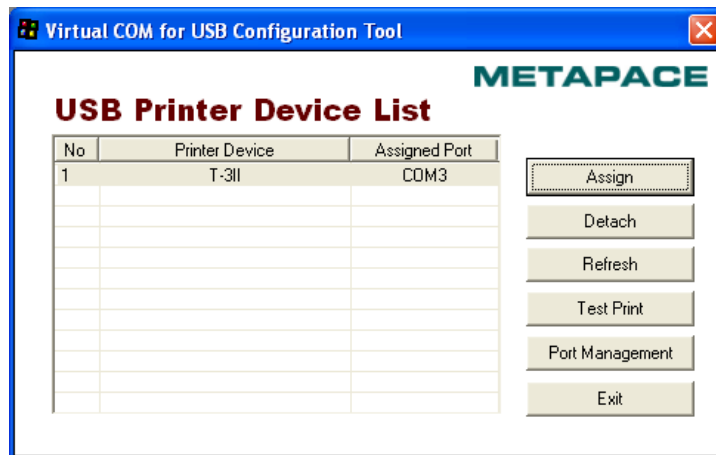 Virtual COM for USB Configuration Tool
METAPACE
USB Printer Device List
No Printer Device Assigned Port
1 T-3II COM3
Assign
Detach
Refresh
Test Print
Port Management
Exit